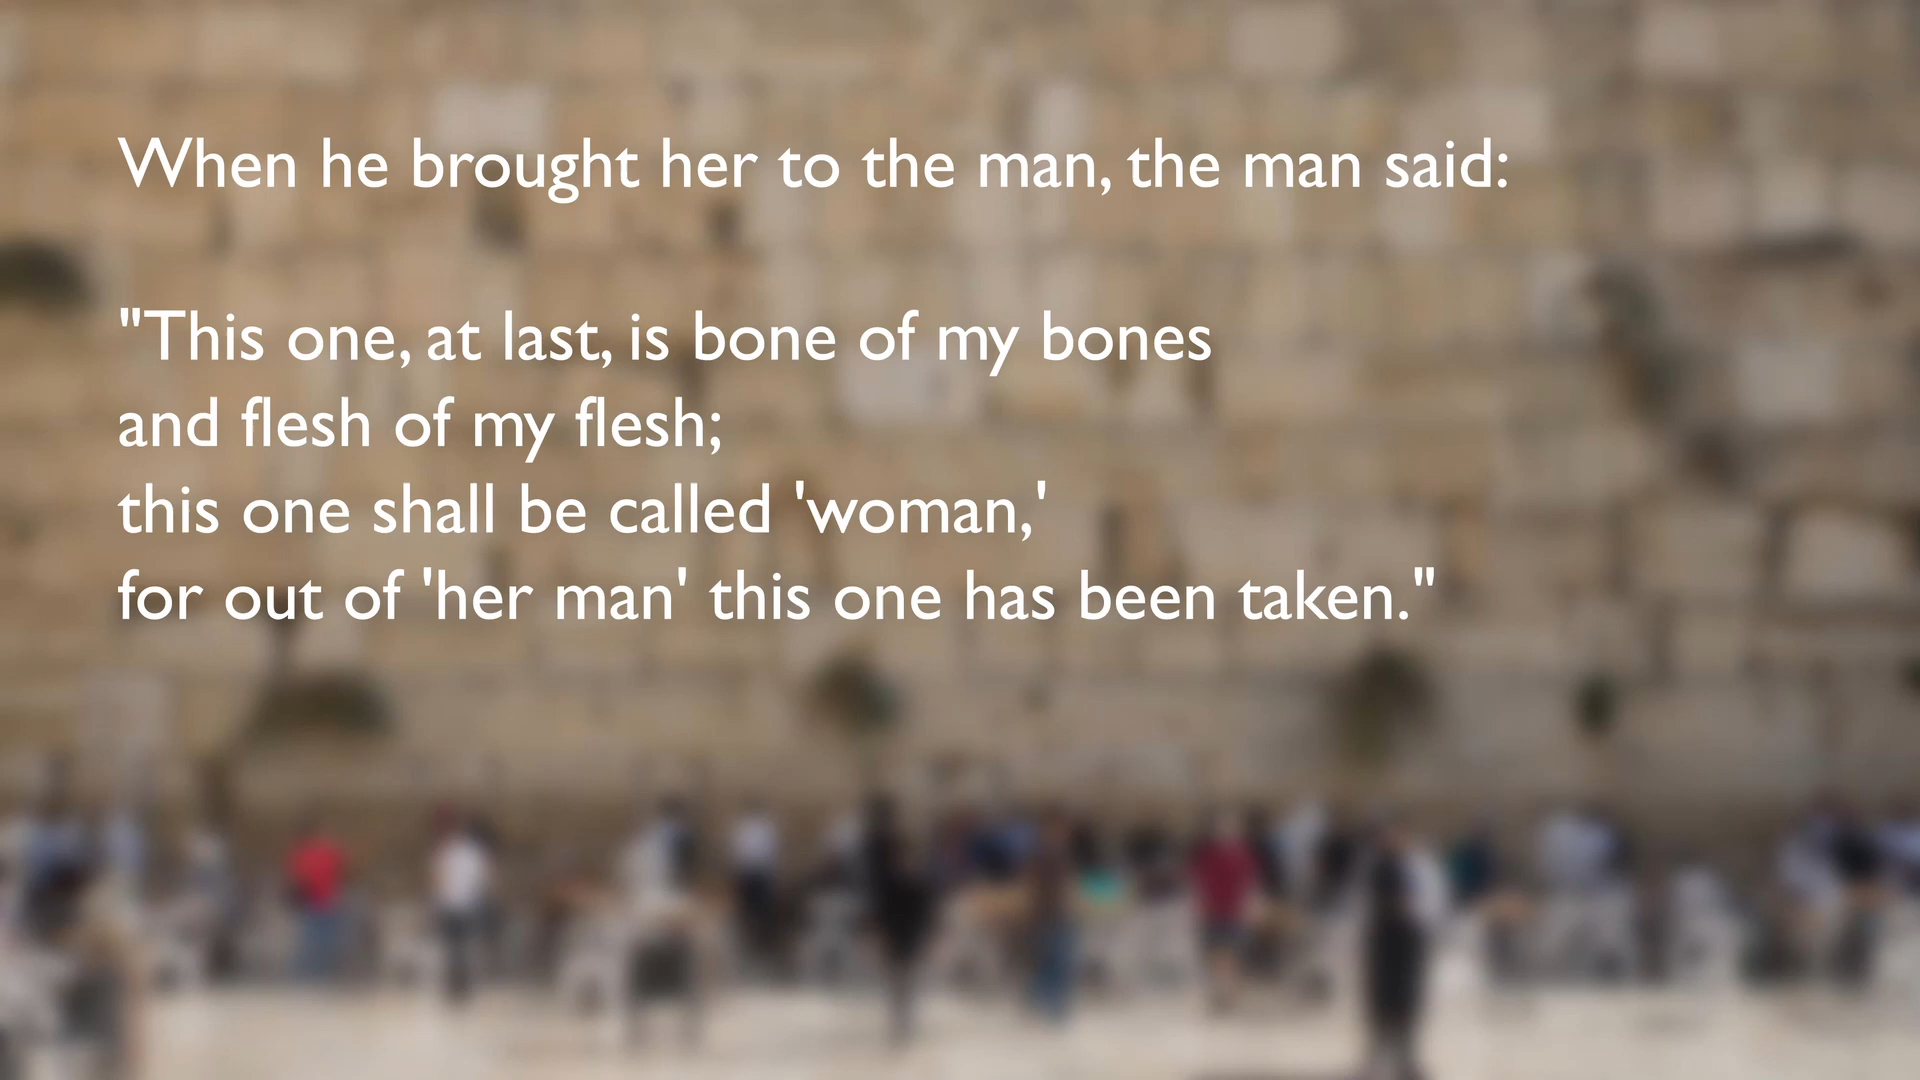 When he brought her to the man, the man said:
"This one, at last, is bone of my bones
and flesh of my flesh;
this one shall be called 'woman,'
for out of 'her man' this one has been taken."